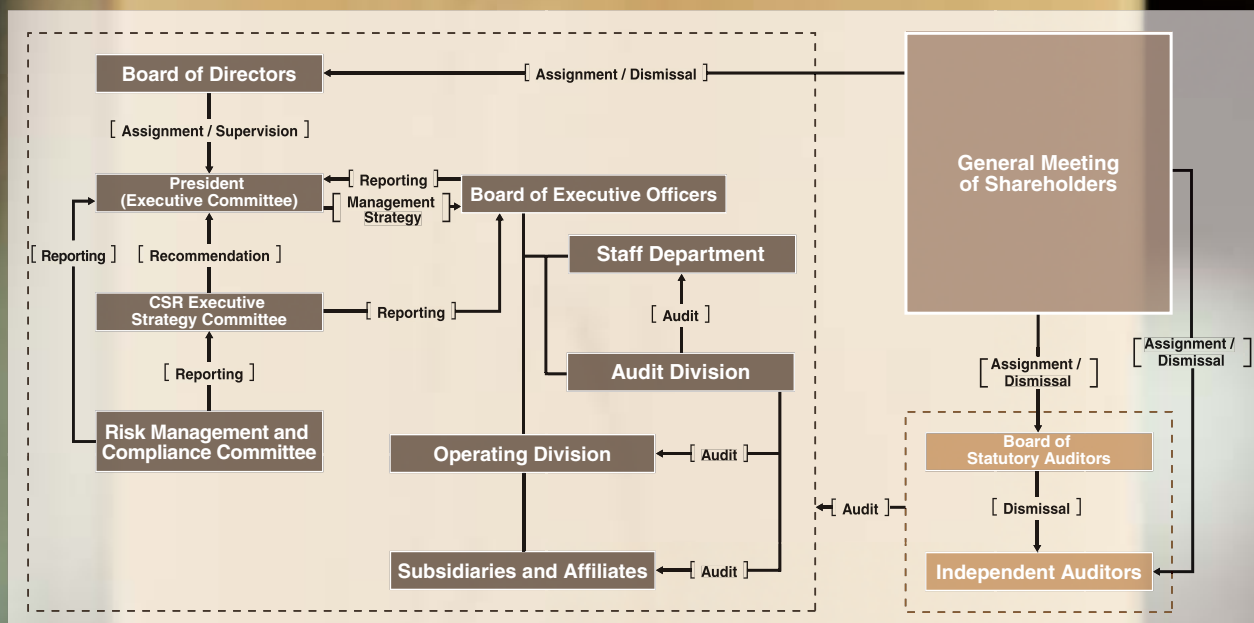 Board of Directors
[ Assignment / Dismissal ]
General Meeting
of Shareholders
[ Assignment / Supervision ]
President
(Executive Committee)
[ Reporting ]
[ Management
Strategy ]
Board of Executive Officers
[ Reporting ]
[ Recommendation ]
Staff Department
CSR Executive
Strategy Committee
[ Reporting ]
[ Audit ]
[ Reporting ]
Audit Division
[ Assignment /
Dismissal ]
[ Assignment /
Dismissal ]
Risk Management and
Compliance Committee
Operating Division
[ Audit ]
Board of
Statutory Auditors
[ Audit ]
[ Dismissal ]
Subsidiaries and Affiliates
[ Audit ]
Independent Auditors